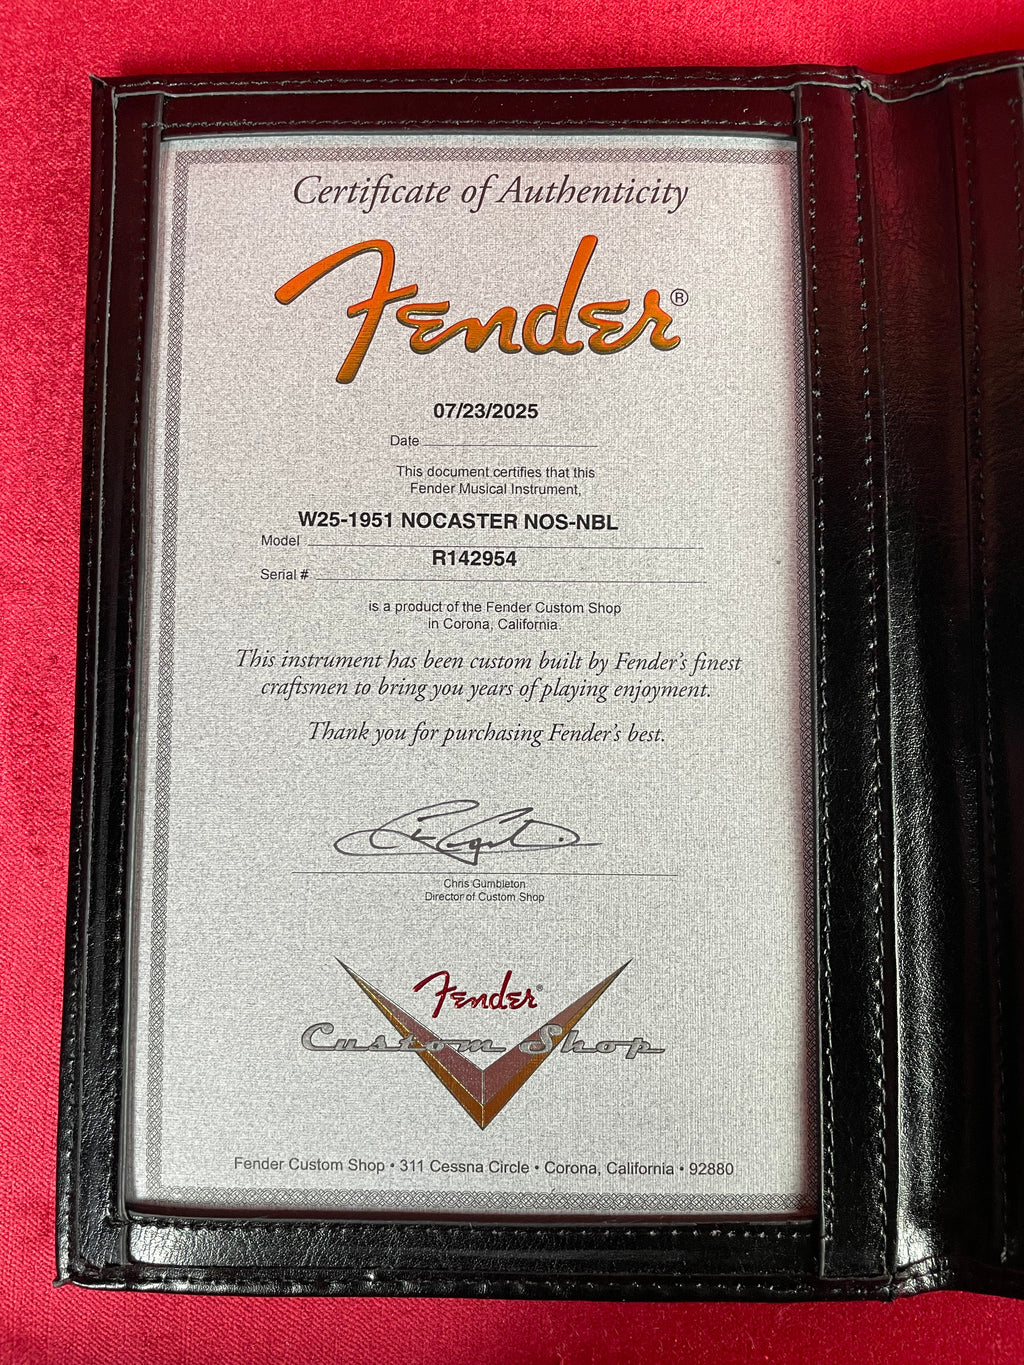 Certificate of Authenticity
Fender®
07/23/2025
Date
This document certifies that this
Fender Musical Instrument,
W25-1951 NOCASTER NOS-NBL
Model
R142954
Serial #
is a product of the Fender Custom Shop
in Corona, California.
This instrument has been custom built by Fender's finest
craftsmen to bring you years of playing enjoyment.
Thank you for purchasing Fender's best.
Chris Gumbleton
Director of Custom Shop
Fender®
Custom Shop
Fender Custom Shop • 311 Cessna Circle • Corona, California • 92880